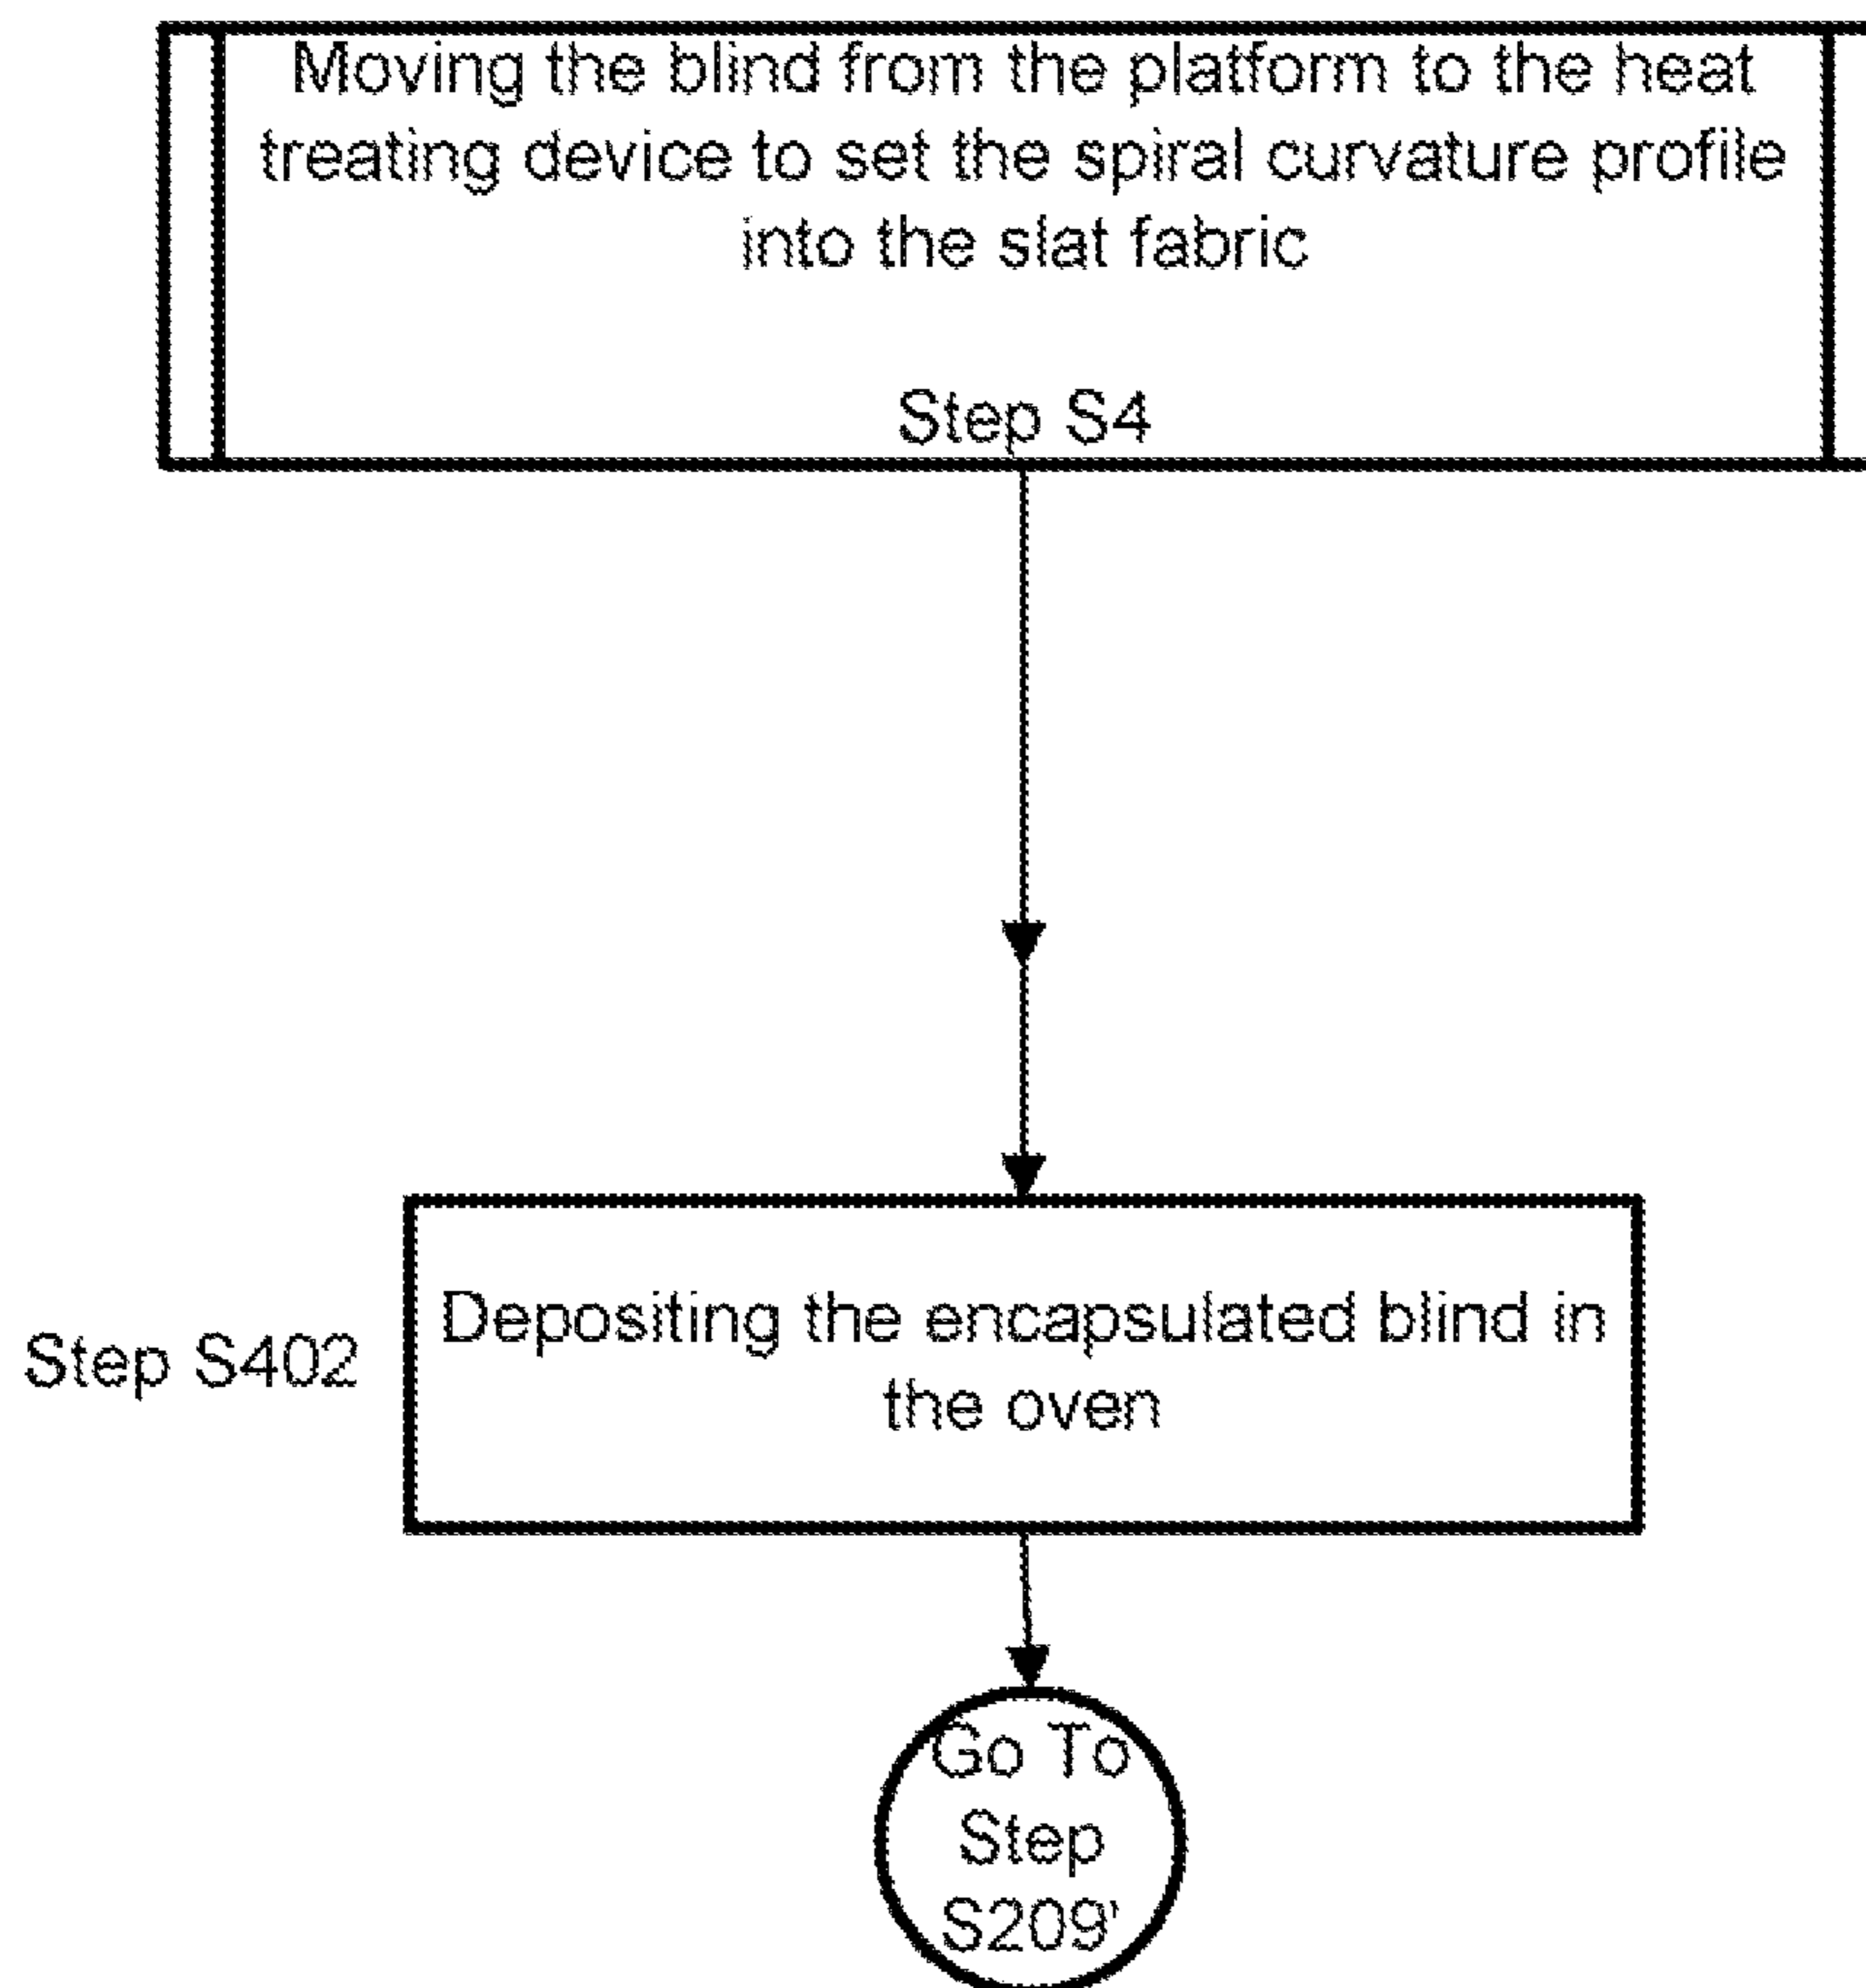 Moving the blind from the platform to the heat
treating device to set the spiral curvature profile
into the slat fabric
Step S4
Step S402
Depositing the encapsulated blind in
the oven
Go To
Step
S209'